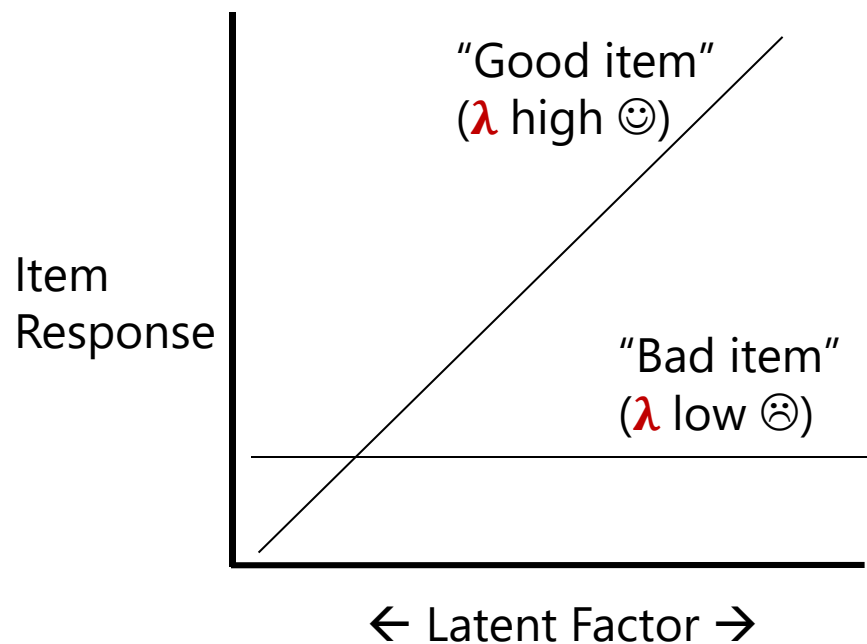 “Good item”
(λ high ☺)
Item
Response
“Bad item”
(λ low ☹)
← Latent Factor →